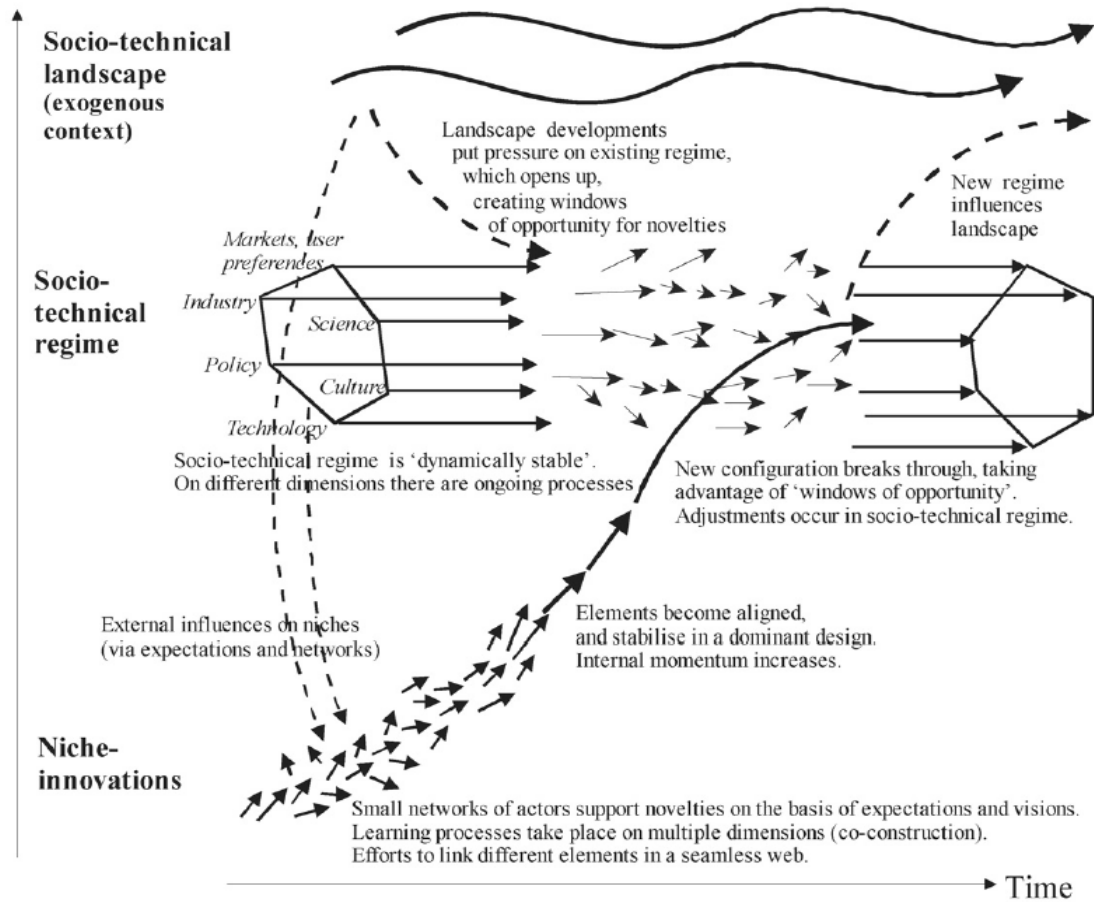 Socio-technical
landscape
(exogenous
context)
Landscape developments
put pressure on existing regime,
which opens up,
creating windows
of opportunity for novelties
New regime
influences
landscape
Markets, user
preferences
Socio-
technical
regime
Industry
Science
Policy
Culture
Technology
Socio-technical regime is ‘dynamically stable’.
On different dimensions there are ongoing processes
New configuration breaks through, taking
advantage of ‘windows of opportunity’.
Adjustments occur in socio-technical regime.
External influences on niches
(via expectations and networks)
Elements become aligned,
and stabilise in a dominant design.
Internal momentum increases.
Niche-
innovations
Small networks of actors support novelties on the basis of expectations and visions.
Learning processes take place on multiple dimensions (co-construction).
Efforts to link different elements in a seamless web.
Time